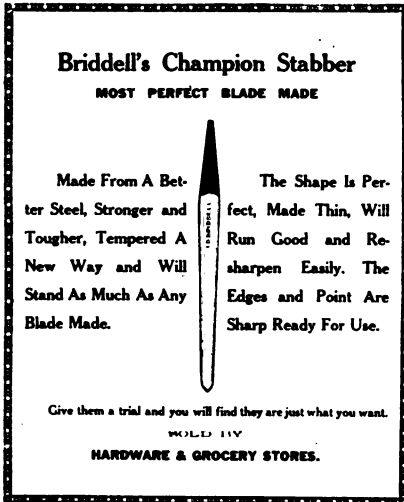 Briddell's Champion Stabber
MOST PERFECT BLADE MADE
Made From A Bet-
ter Steel, Stronger and
Tougher, Tempered A
New Way and Will
Stand As Much As Any
Blade Made.
The Shape Is Per-
fect, Made Thin, Will
Run Good and Re-
sharpen Easily. The
Edges and Point Are
Sharp Ready For Use.
Give them a trial and you will find they are just what you want.
SOLD BY
HARDWARE & GROCERY STORES.